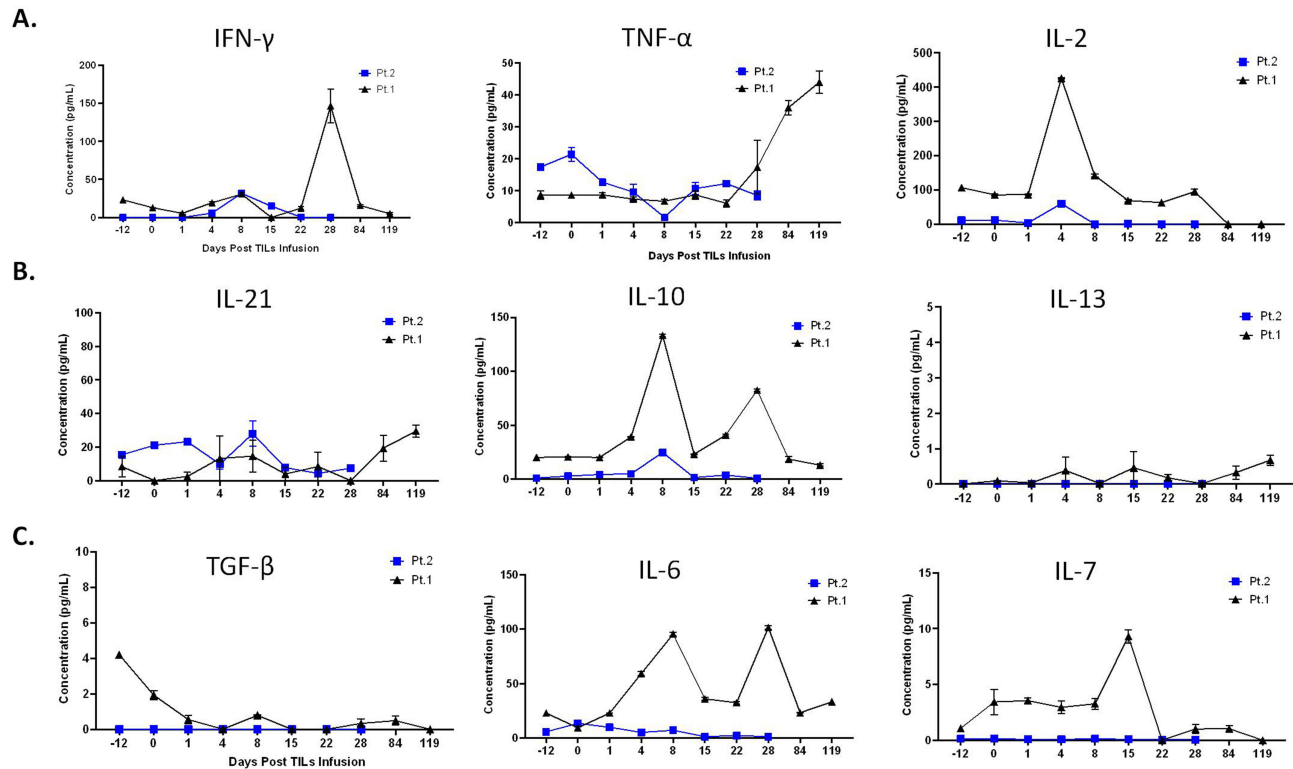 A.
IFN-γ
Concentration (pg/mL)
200
150
100
50
0
Pt.2
Pt.1
-12 0 1 4 8 15 22 28 84 119
Days Post TILs Infusion
TNF-α
Concentration (pg/mL)
50
40
30
20
10
0
Pt.2
Pt.1
-12 0 1 4 8 15 22 28 84 119
Days Post TILs Infusion
IL-2
Concentration (pg/mL)
500
400
300
200
100
0
Pt.2
Pt.1
-12 0 1 4 8 15 22 28 84 119
B.
IL-21
Concentration (pg/mL)
100
80
60
40
20
0
Pt.2
Pt.1
-12 0 1 4 8 15 22 28 84 119
IL-10
Concentration (pg/mL)
150
100
50
0
Pt.2
Pt.1
-12 0 1 4 8 15 22 28 84 119
IL-13
Concentration (pg/mL)
5
4
3
2
1
0
Pt.2
Pt.1
-12 0 1 4 8 15 22 28 84 119
C.
TGF-β
Concentration (pg/mL)
10
8
6
4
2
0
Pt.2
Pt.1
-12 0 1 4 8 15 22 28 84 119
Days Post TILs Infusion
IL-6
Concentration (pg/mL)
150
100
50
0
Pt.2
Pt.1
-12 0 1 4 8 15 22 28 84 119
IL-7
Concentration (pg/mL)
15
10
5
0
Pt.2
Pt.1
-12 0 1 4 8 15 22 28 84 119